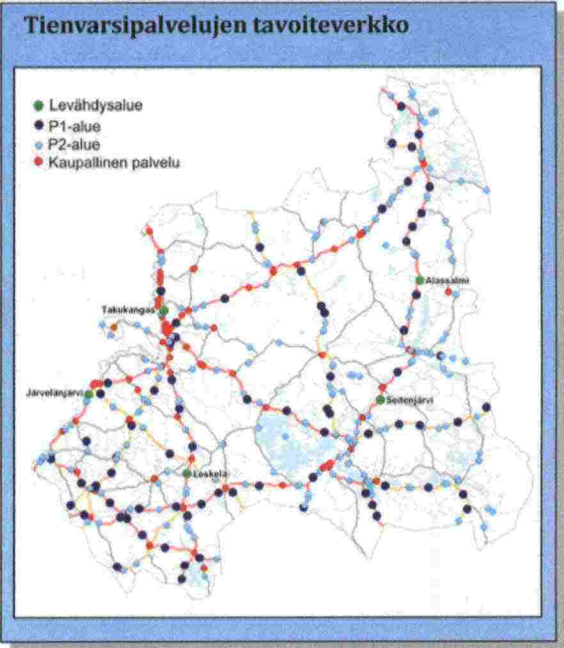 Tienvarsipalvelujen tavoiteverkko
Levähdysalue
P1-alue
P2-alue
Kaupallinen palvelu
Alassalmi
Takukangas
Järvelänjärvi
Seitenjärvi
Leskelä